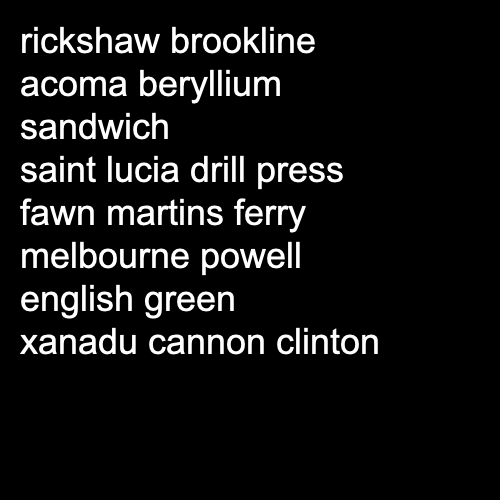 rickshaw brookline
acoma beryllium
sandwich
saint lucia drill press
fawn martins ferry
melbourne powell
english green
xanadu cannon clinton